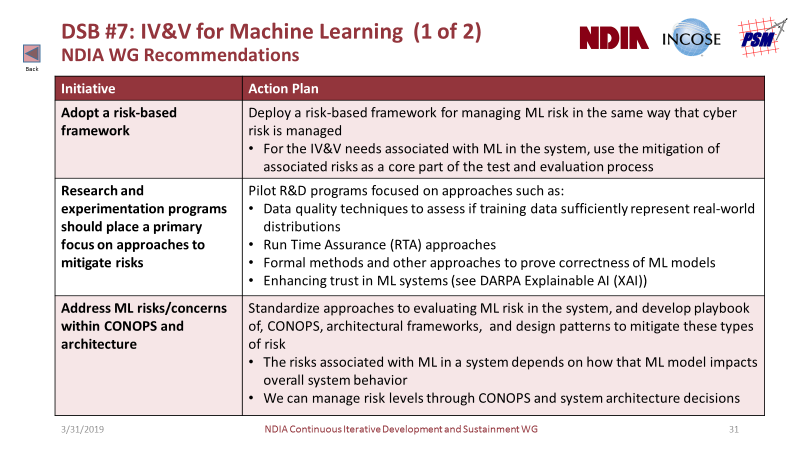 DSB #7: IV&V for Machine Learning (1 of 2)
NDIA WG Recommendations
NDIA
INCOSE
PSM
Back
Initiative
Action Plan
Adopt a risk-based
framework
Deploy a risk-based framework for managing ML risk in the same way that cyber
risk is managed
• For the IV&V needs associated with ML in the system, use the mitigation of
associated risks as a core part of the test and evaluation process
Research and
experimentation programs
should place a primary
focus on approaches to
mitigate risks
Pilot R&D programs focused on approaches such as:
• Data quality techniques to assess if training data sufficiently represent real-world
distributions
• Run Time Assurance (RTA) approaches
• Formal methods and other approaches to prove correctness of ML models
• Enhancing trust in ML systems (see DARPA Explainable AI (XAI))
Address ML risks/concerns
within CONOPS and
architecture
Standardize approaches to evaluating ML risk in the system, and develop playbook
of, CONOPS, architectural frameworks, and design patterns to mitigate these types
of risk
• The risks associated with ML in a system depends on how that ML model impacts
overall system behavior
• We can manage risk levels through CONOPS and system architecture decisions
3/31/2019
NDIA Continuous Iterative Development and Sustainment WG
31